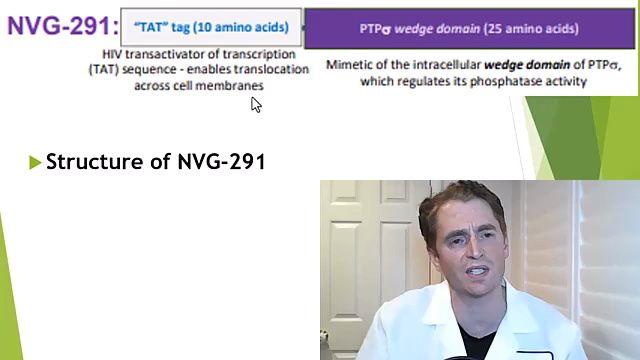 NVG-291:
"TAT" tag (10 amino acids)
PTPσ wedge domain (25 amino acids)
HIV transactivator of transcription
(TAT) sequence - enables translocation
across cell membranes
Mimetic of the intracellular wedge domain of PTPσ,
which regulates its phosphatase activity
Structure of NVG-291